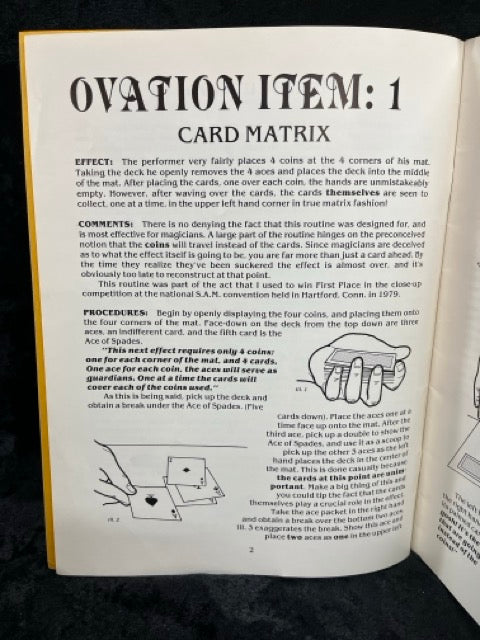 OVATION ITEM: 1
CARD MATRIX
EFFECT: The performer very fairly places 4 coins at the 4 corners of his mat.
Taking the deck he openly removes the 4 aces and places the deck into the middle
of the mat. After placing the cards, one over each coin, the hands are unmistakeably
empty. However, after waving over the cards, the cards themselves are seen to
collect, one at a time, in the upper left hand corner in true matrix fashion!
COMMENTS: There is no denying the fact that this routine was designed for, and
is most effective for magicians. A large part of the routine hinges on the preconceived
notion that the coins will travel instead of the cards. Since magicians are deceived
as to what the effect itself is going to be, you are far more than just a card ahead. By
the time they realize they've been suckered the effect is almost over, and it's
obviously too late to reconstruct at that point.
This routine was part of the act that I used to win First Place in the close-up
competition at the national S.A.M. convention held in Hartford, Conn. in 1979.
PROCEDURES: Begin by openly displaying the four coins, and placing them onto
the four corners of the mat. Face-down on the deck from the top down are three
aces, an indifferent card, and the fifth card is the
Ace of Spades.
"This next effect requires only 4 coins;
one for each corner of the mat, and 4 cards.
One ace for each coin, the aces will serve as
guardians. One at a time the cards will
cover each of the coins used."
As this is being said, pick up the deck and
obtain a break under the Ace of Spades. (Five
ill. 1
cards down). Place the aces one at a
time face up onto the mat. After the
third ace, pick up a double to show the
Ace of Spades, and use it as a scoop to
pick up the other 3 aces as the left
hand places the deck in the center of
the mat. This is done casually because
the cards at this point are unim-
portant. Make a big thing of this and
you could tip the fact that the cards
themselves play a crucial role in the effect.
Take the ace packet in the right hand
and obtain a break over the bottom two aces.
Ill. 3 exaggerates the break. Show this ace and
place two aces as one in the upper left
ill. 2
2
The left
the right